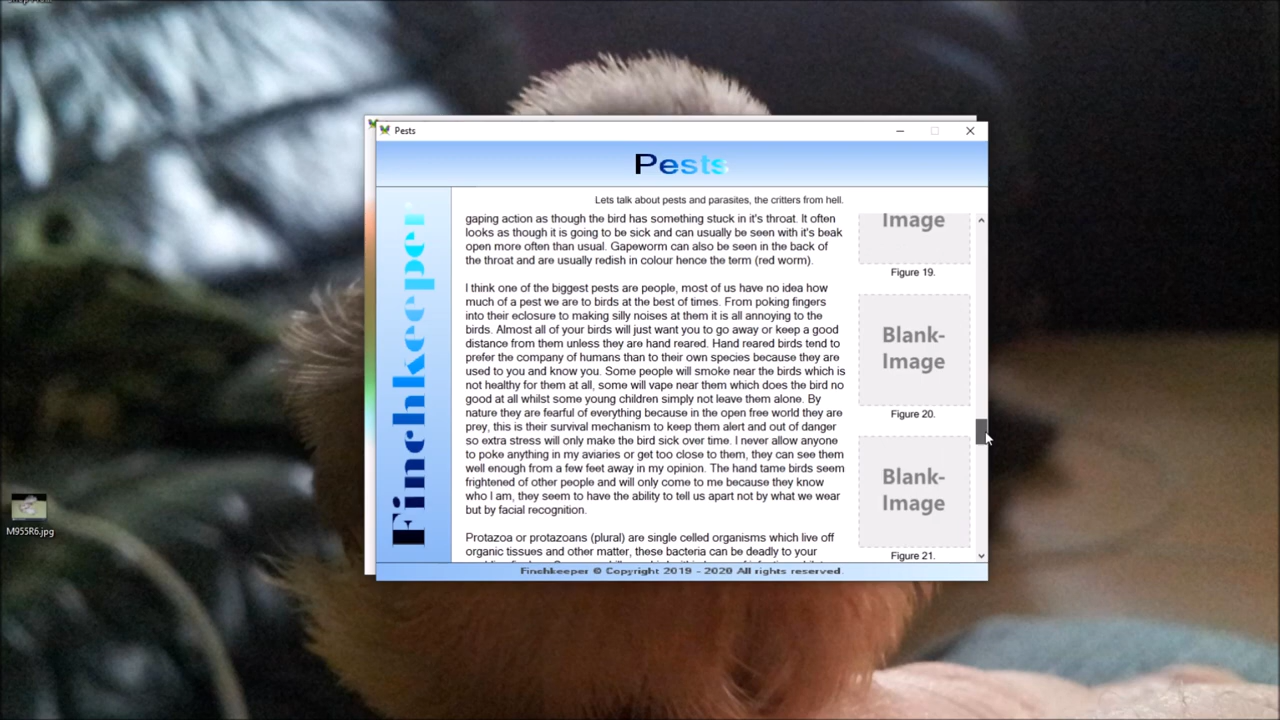 Pests
Pests
Finchkeeper
Lets talk about pests and parasites, the critters from hell.
gaping action as though the bird has something stuck in it's throat. It often
looks as though it is going to be sick and can usually be seen with it's beak
open more often than usual. Gapeworm can also be seen in the back of
the throat and are usually redish in colour hence the term (red worm).
I think one of the biggest pests are people, most of us have no idea how
much of a pest we are to birds at the best of times. From poking fingers
into their eclosure to making silly noises at them it is all annoying to the
birds. Almost all of your birds will just want you to go away or keep a good
distance from them unless they are hand reared. Hand reared birds tend to
prefer the company of humans than to their own species because they are
used to you and know you. Some people will smoke near the birds which is
not healthy for them at all, some will vape near them which does the bird no
good at all whilst some young children simply not leave them alone. By
nature they are fearful of everything because in the open free world they are
prey, this is their survival mechanism to keep them alert and out of danger
so extra stress will only make the bird sick over time. I never allow anyone
to poke anything in my aviaries or get too close to them, they can see them
well enough from a few feet away in my opinion. The hand tame birds seem
frightened of other people and will only come to me because they know
who I am, they seem to have the ability to tell us apart not by what we wear
but by facial recognition.
Protazoa or protazoans (plural) are single celled organisms which live off
organic tissues and other matter, these bacteria can be deadly to your
Image
Figure 19.
Blank-
Image
Figure 20.
Blank-
Image
Figure 21.
Finchkeeper © Copyright 2019 - 2020 All rights reserved.
M955R6.jpg